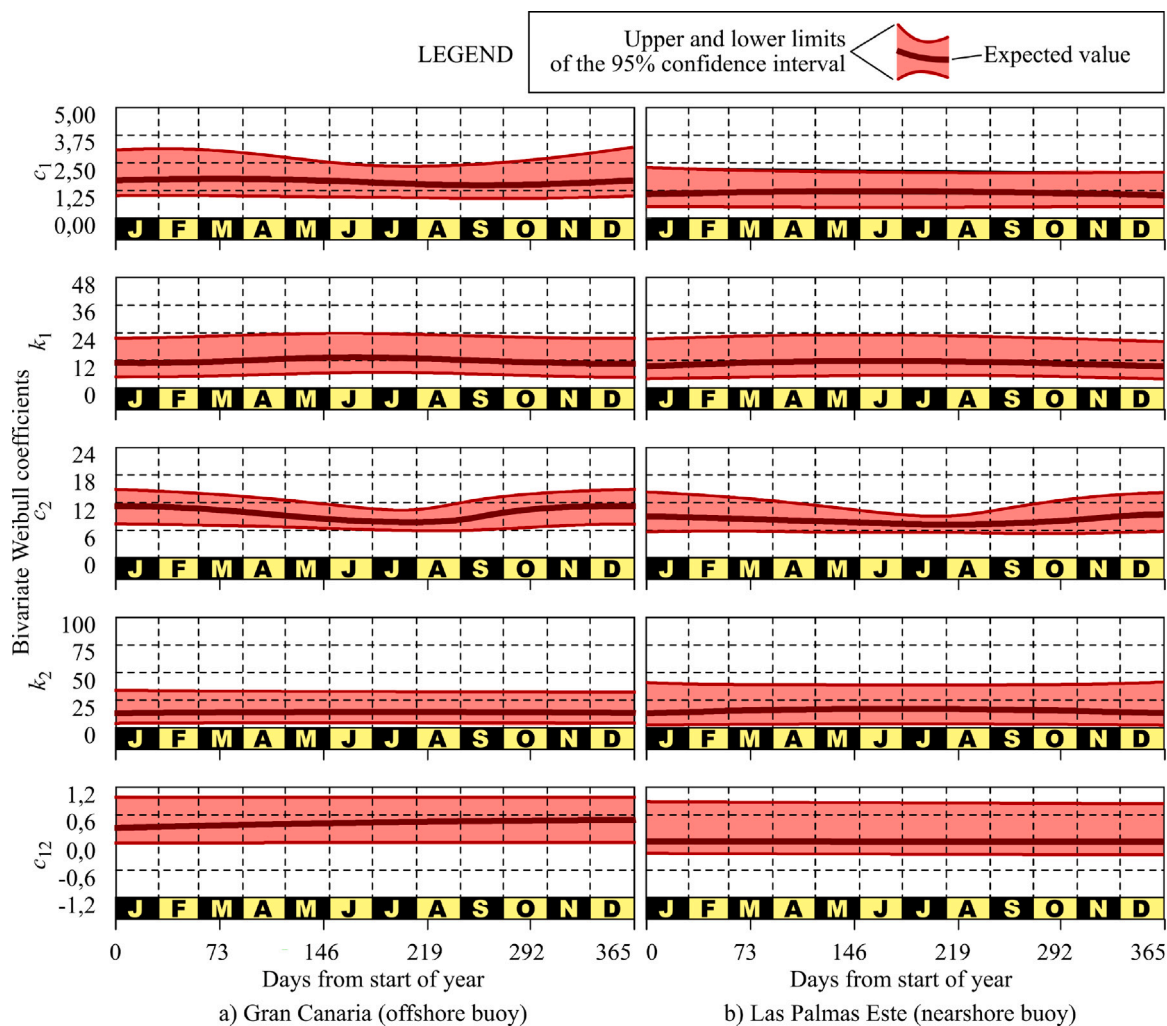 LEGEND
Upper and lower limits
of the 95% confidence interval
Expected value
Bivariate Weibull coefficients
c1
5,00
3,75
2,50
1,25
0,00
J F M A M J J A S O N D
J F M A M J J A S O N D
k1
48
36
24
12
0
J F M A M J J A S O N D
J F M A M J J A S O N D
c2
24
18
12
6
0
J F M A M J J A S O N D
J F M A M J J A S O N D
k2
100
75
50
25
0
J F M A M J J A S O N D
J F M A M J J A S O N D
c12
1,2
0,6
0,0
-0,6
-1,2
J F M A M J J A S O N D
J F M A M J J A S O N D
0 73 146 219 292 365
0 73 146 219 292 365
Days from start of year
Days from start of year
a) Gran Canaria (offshore buoy)
b) Las Palmas Este (nearshore buoy)